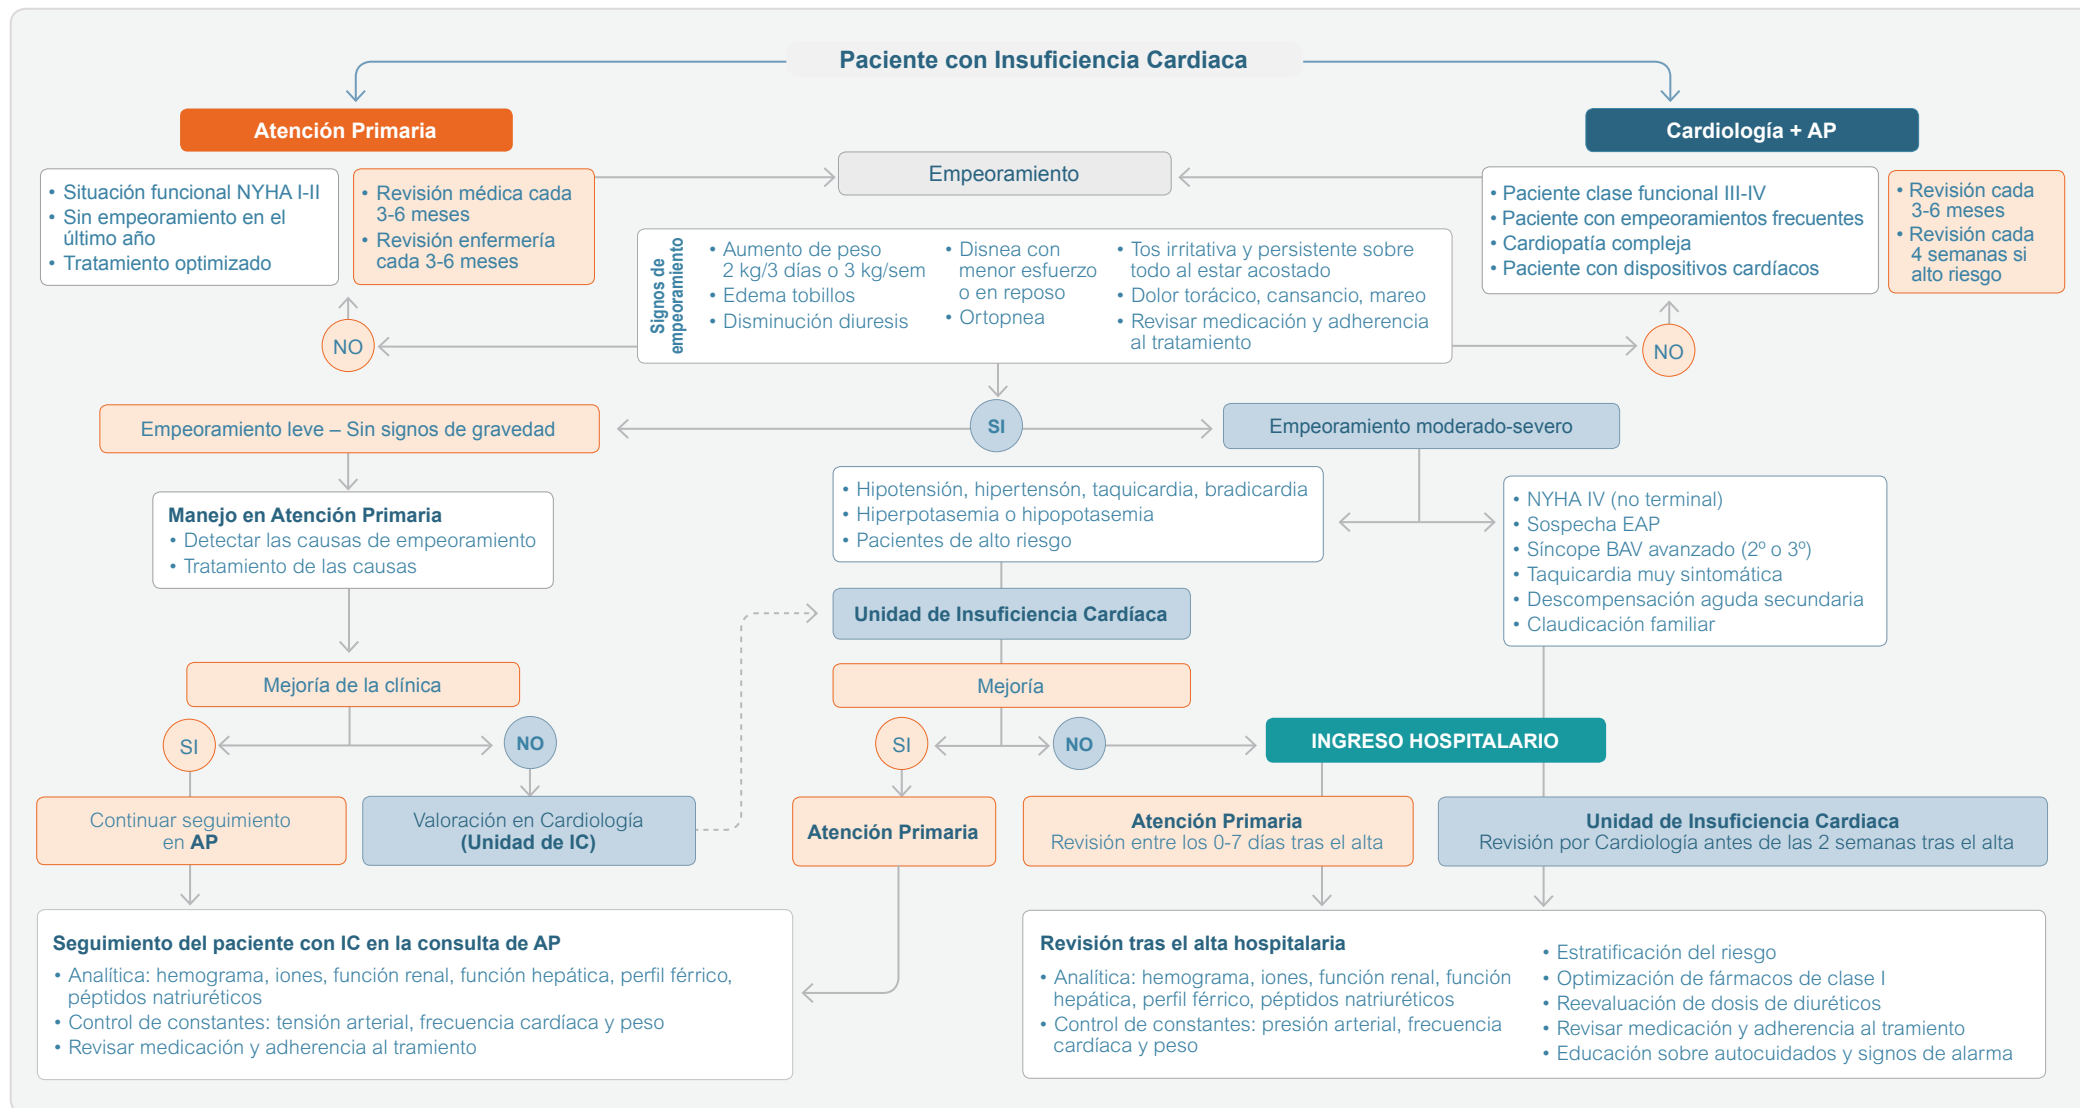 Paciente con Insuficiencia Cardiaca
Atención Primaria
Cardiología + AP
• Situación funcional NYHA I-II
• Sin empeoramiento en el
último año
• Tratamiento optimizado
• Revisión médica cada
3-6 meses
• Revisión enfermería
cada 3-6 meses
Empeoramiento
• Paciente clase funcional III-IV
• Paciente con empeoramientos frecuentes
• Cardiopatía compleja
• Paciente con dispositivos cardíacos
• Revisión cada
3-6 meses
• Revisión cada
4 semanas si
alto riesgo
Signos de
empeoramiento
• Aumento de peso
2 kg/3 días o 3 kg/sem
• Edema tobillos
• Disminución diuresis
• Disnea con
menor esfuerzo
o en reposo
• Ortopnea
• Tos irritativa y persistente sobre
todo al estar acostado
• Dolor torácico, cansancio, mareo
• Revisar medicación y adherencia
al tratamiento
NO
NO
SI
Empeoramiento leve – Sin signos de gravedad
Empeoramiento moderado-severo
Manejo en Atención Primaria
• Detectar las causas de empeoramiento
• Tratamiento de las causas
• Hipotensión, hipertensón, taquicardia, bradicardia
• Hiperpotasemia o hipopotasemia
• Pacientes de alto riesgo
• NYHA IV (no terminal)
• Sospecha EAP
• Síncope BAV avanzado (2º o 3º)
• Taquicardia muy sintomática
• Descompensación aguda secundaria
• Claudicación familiar
Unidad de Insuficiencia Cardíaca
Mejoría de la clínica
Mejoría
SI
NO
SI
NO
INGRESO HOSPITALARIO
Continuar seguimiento
en AP
Valoración en Cardiología
(Unidad de IC)
Atención Primaria
Atención Primaria
Revisión entre los 0-7 días tras el alta
Unidad de Insuficiencia Cardiaca
Revisión por Cardiología antes de las 2 semanas tras el alta
Seguimiento del paciente con IC en la consulta de AP
• Analítica: hemograma, iones, función renal, función hepática, perfil férrico,
péptidos natriuréticos
• Control de constantes: tensión arterial, frecuencia cardíaca y peso
• Revisar medicación y adherencia al tramiento
Revisión tras el alta hospitalaria
• Analítica: hemograma, iones, función renal, función
hepática, perfil férrico, péptidos natriuréticos
• Control de constantes: presión arterial, frecuencia
cardíaca y peso
• Estratificación del riesgo
• Optimización de fármacos de clase I
• Reevaluación de dosis de diuréticos
• Revisar medicación y adherencia al tramiento
• Educación sobre autocuidados y signos de alarma